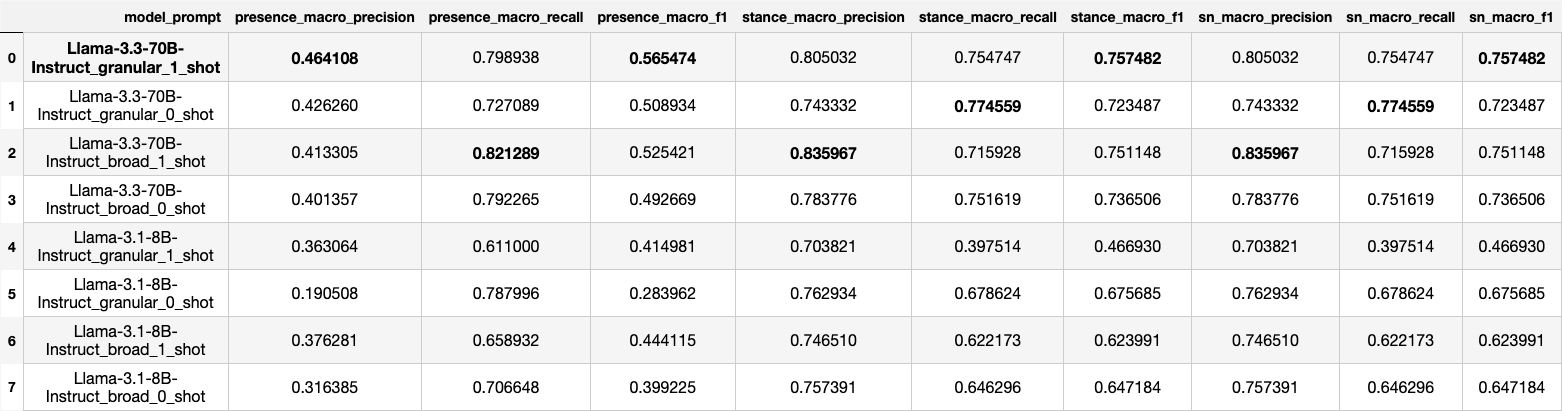 model_prompt presence_macro_precision presence_macro_recall presence_macro_f1 stance_macro_precision stance_macro_recall stance_macro_f1 sn_macro_precision sn_macro_recall sn_macro_f1
0 Llama-3.3-70B-
Instruct_granular_1_shot 0.464108 0.798938 0.565474 0.805032 0.754747 0.757482 0.805032 0.754747 0.757482
1 Llama-3.3-70B-
Instruct_granular_0_shot 0.426260 0.727089 0.508934 0.743332 0.774559 0.723487 0.743332 0.774559 0.723487
2 Llama-3.3-70B-
Instruct_broad_1_shot 0.413305 0.821289 0.525421 0.835967 0.715928 0.751148 0.835967 0.715928 0.751148
3 Llama-3.3-70B-
Instruct_broad_0_shot 0.401357 0.792265 0.492669 0.783776 0.751619 0.736506 0.783776 0.751619 0.736506
4 Llama-3.1-8B-
Instruct_granular_1_shot 0.363064 0.611000 0.414981 0.703821 0.397514 0.466930 0.703821 0.397514 0.466930
5 Llama-3.1-8B-
Instruct_granular_0_shot 0.190508 0.787996 0.283962 0.762934 0.678624 0.675685 0.762934 0.678624 0.675685
6 Llama-3.1-8B-
Instruct_broad_1_shot 0.376281 0.658932 0.444115 0.746510 0.622173 0.623991 0.746510 0.622173 0.623991
7 Llama-3.1-8B-
Instruct_broad_0_shot 0.316385 0.706648 0.399225 0.757391 0.646296 0.647184 0.757391 0.646296 0.647184